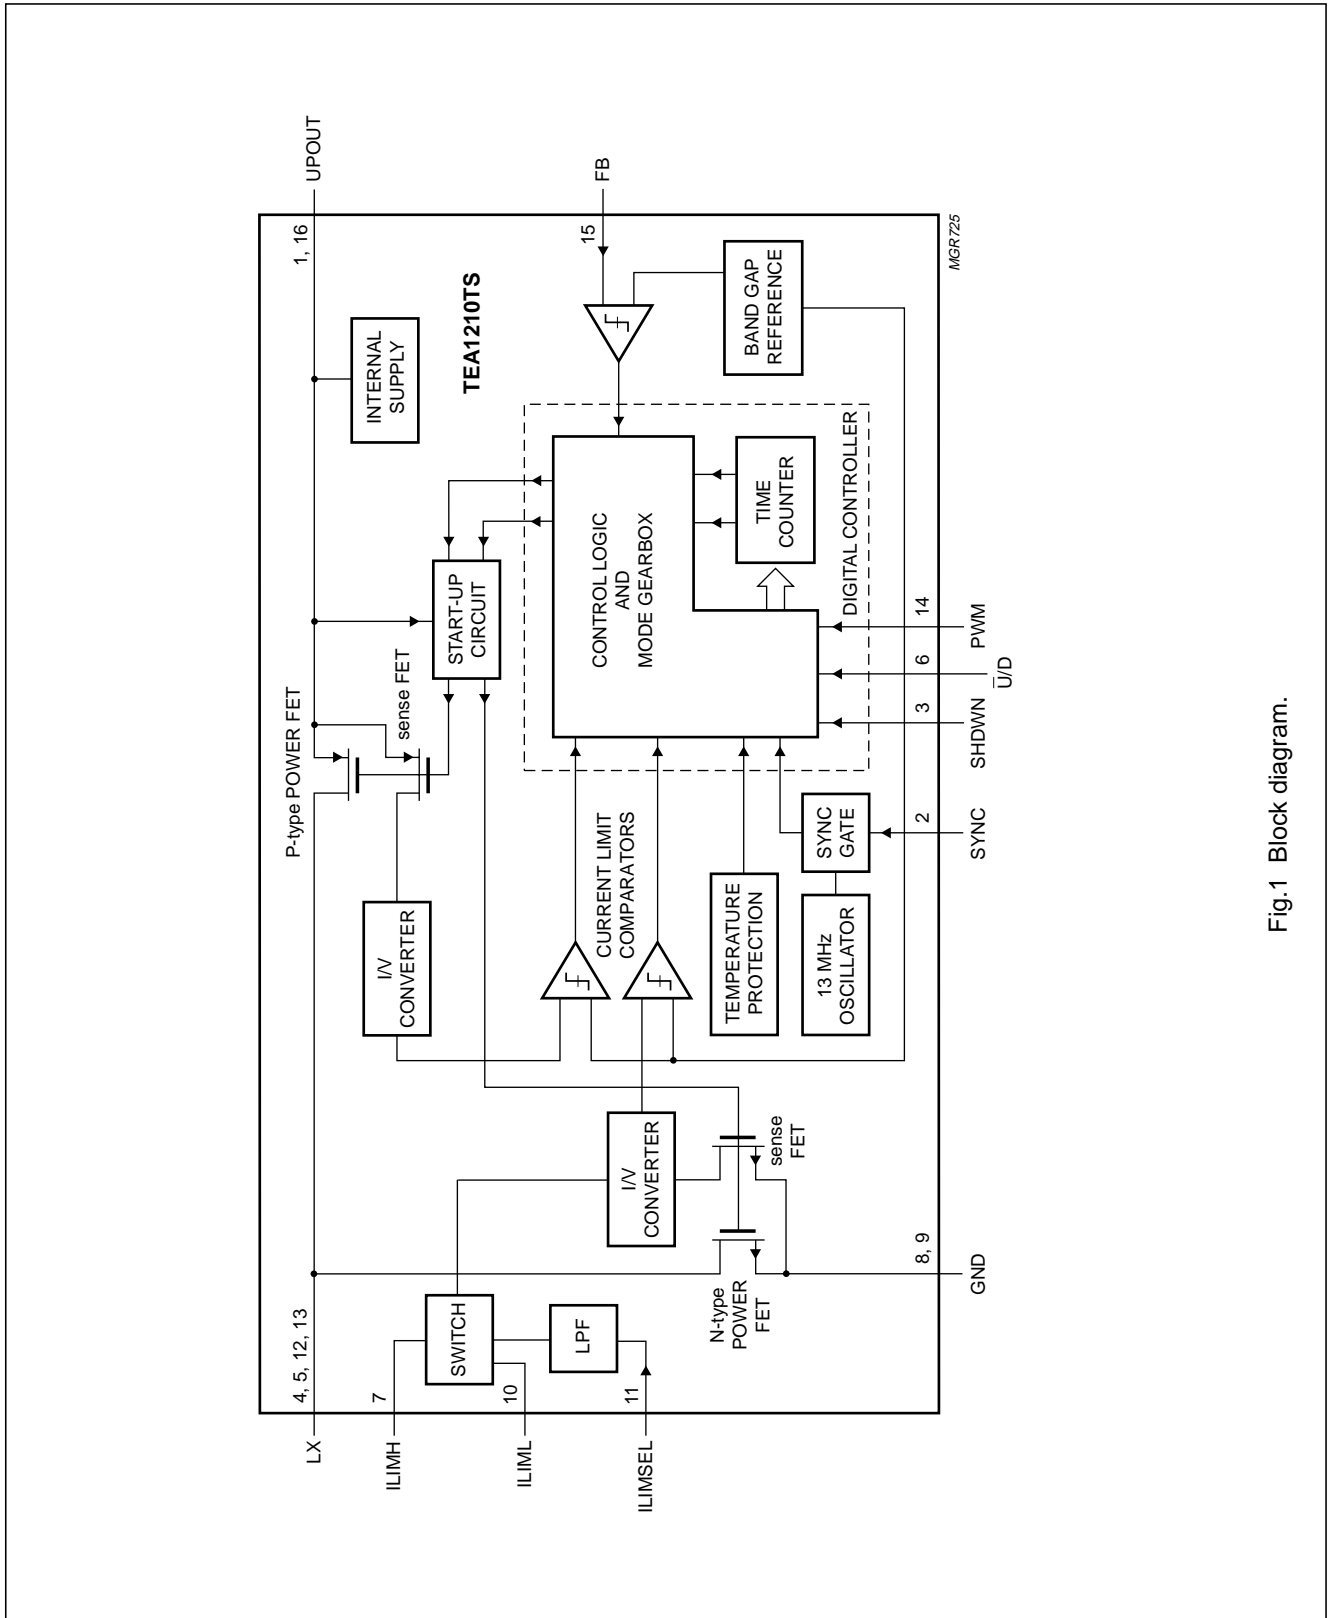 LX
4, 5, 12, 13
P-type POWER FET
1, 16
UPOUT
INTERNAL
SUPPLY
sense FET
I/V
CONVERTER
START-UP
CIRCUIT
TEA1210TS
ILIMH
7
SWITCH
ILIML
10
LPF
ILIMSEL
11
I/V
CONVERTER
CURRENT LIMIT
COMPARATORS
CONTROL LOGIC
AND
MODE GEARBOX
15
FB
N-type
POWER
FET
sense
FET
TEMPERATURE
PROTECTION
TIME
COUNTER
BAND GAP
REFERENCE
13 MHz
OSCILLATOR
SYNC
GATE
DIGITAL CONTROLLER
8, 9
2
3
6
14
GND
SYNC
SHDWN
U̅/D
PWM
MGR725
Fig.1 Block diagram.